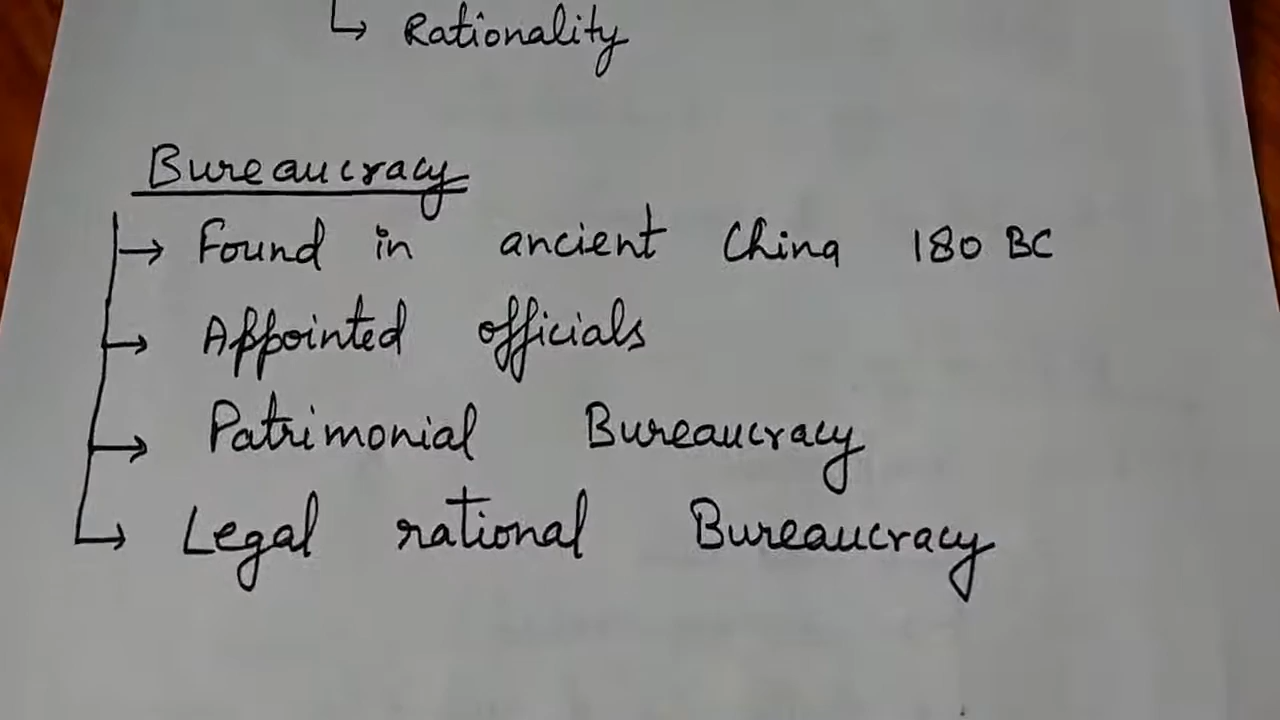 ↳ Rationality
Bureaucracy
→ Found in ancient China 180 BC
→ Appointed officials
→ Patrimonial Bureaucracy
↳ Legal rational Bureaucracy